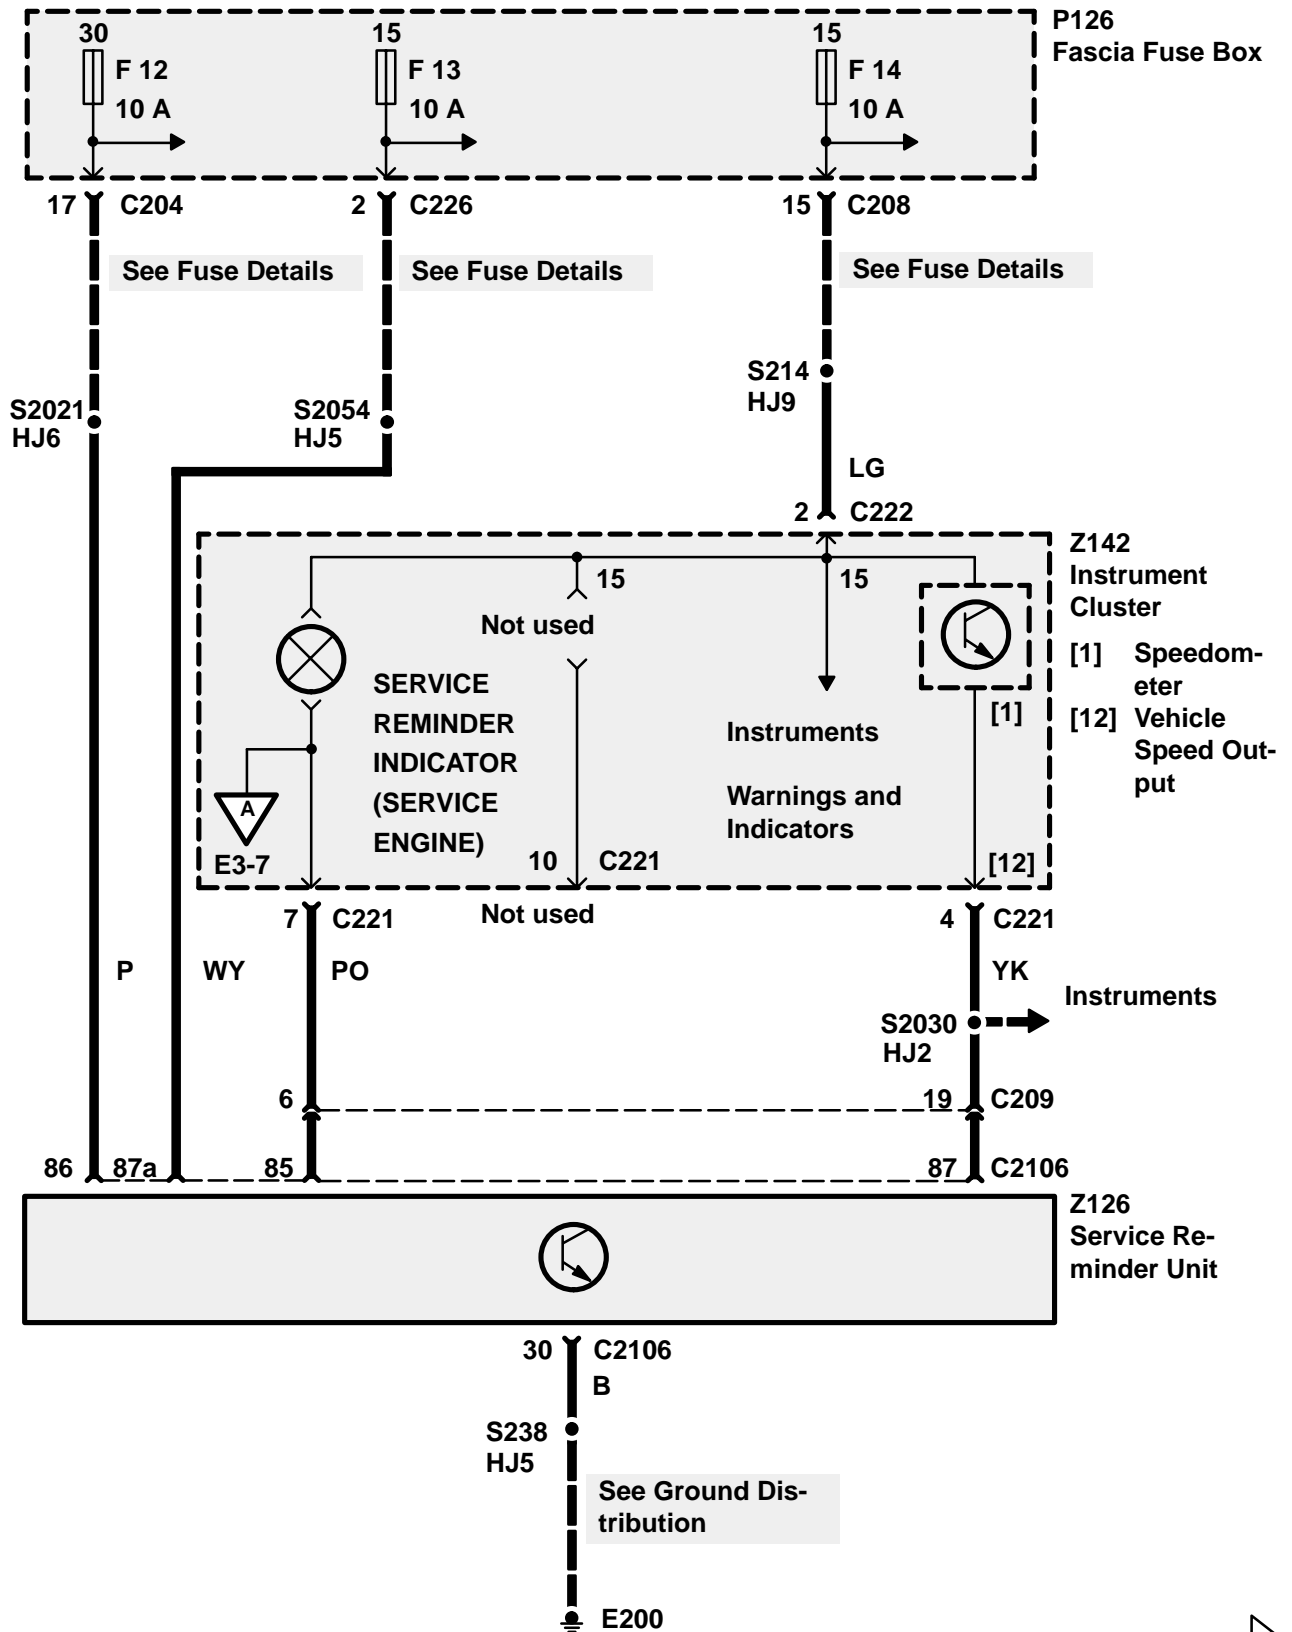 P126
Fascia Fuse Box
30
15
15
F 12
F 13
F 14
10 A
10 A
10 A
17
C204
2
C226
15
C208
See Fuse Details
See Fuse Details
See Fuse Details
S214
HJ9
S2021
HJ6
S2054
HJ5
LG
2
C222
Z142
Instrument
Cluster
[1] Speedom-
eter
[12] Vehicle
Speed Out-
put
15
15
Not used
SERVICE
REMINDER
INDICATOR
(SERVICE
ENGINE)
[1]
Instruments
Warnings and
Indicators
A
E3-7
10
C221
[12]
7
C221
Not used
4
C221
P
WY
PO
YK
Instruments
S2030
HJ2
6
19
C209
86
87a
85
87
C2106
Z126
Service Re-
minder Unit
30
C2106
B
S238
HJ5
See Ground Dis-
tribution
E200